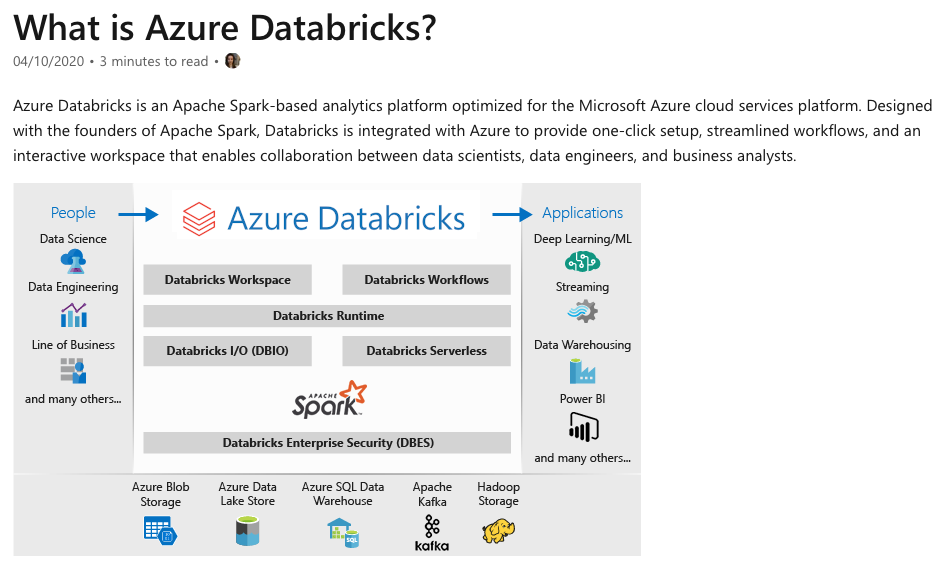 What is Azure Databricks?
04/10/2020 • 3 minutes to read •
Azure Databricks is an Apache Spark-based analytics platform optimized for the Microsoft Azure cloud services platform. Designed
with the founders of Apache Spark, Databricks is integrated with Azure to provide one-click setup, streamlined workflows, and an
interactive workspace that enables collaboration between data scientists, data engineers, and business analysts.
People
Data Science
Data Engineering
Line of Business
and many others...
Azure Databricks
Databricks Workspace
Databricks Workflows
Databricks Runtime
Databricks I/O (DBIO)
Databricks Serverless
APACHE
Spark
Databricks Enterprise Security (DBES)
Applications
Deep Learning/ML
Streaming
Data Warehousing
Power BI
and many others...
Azure Blob
Storage
Azure Data
Lake Store
Azure SQL Data
Warehouse
SQL
Apache
Kafka
kafka
Hadoop
Storage